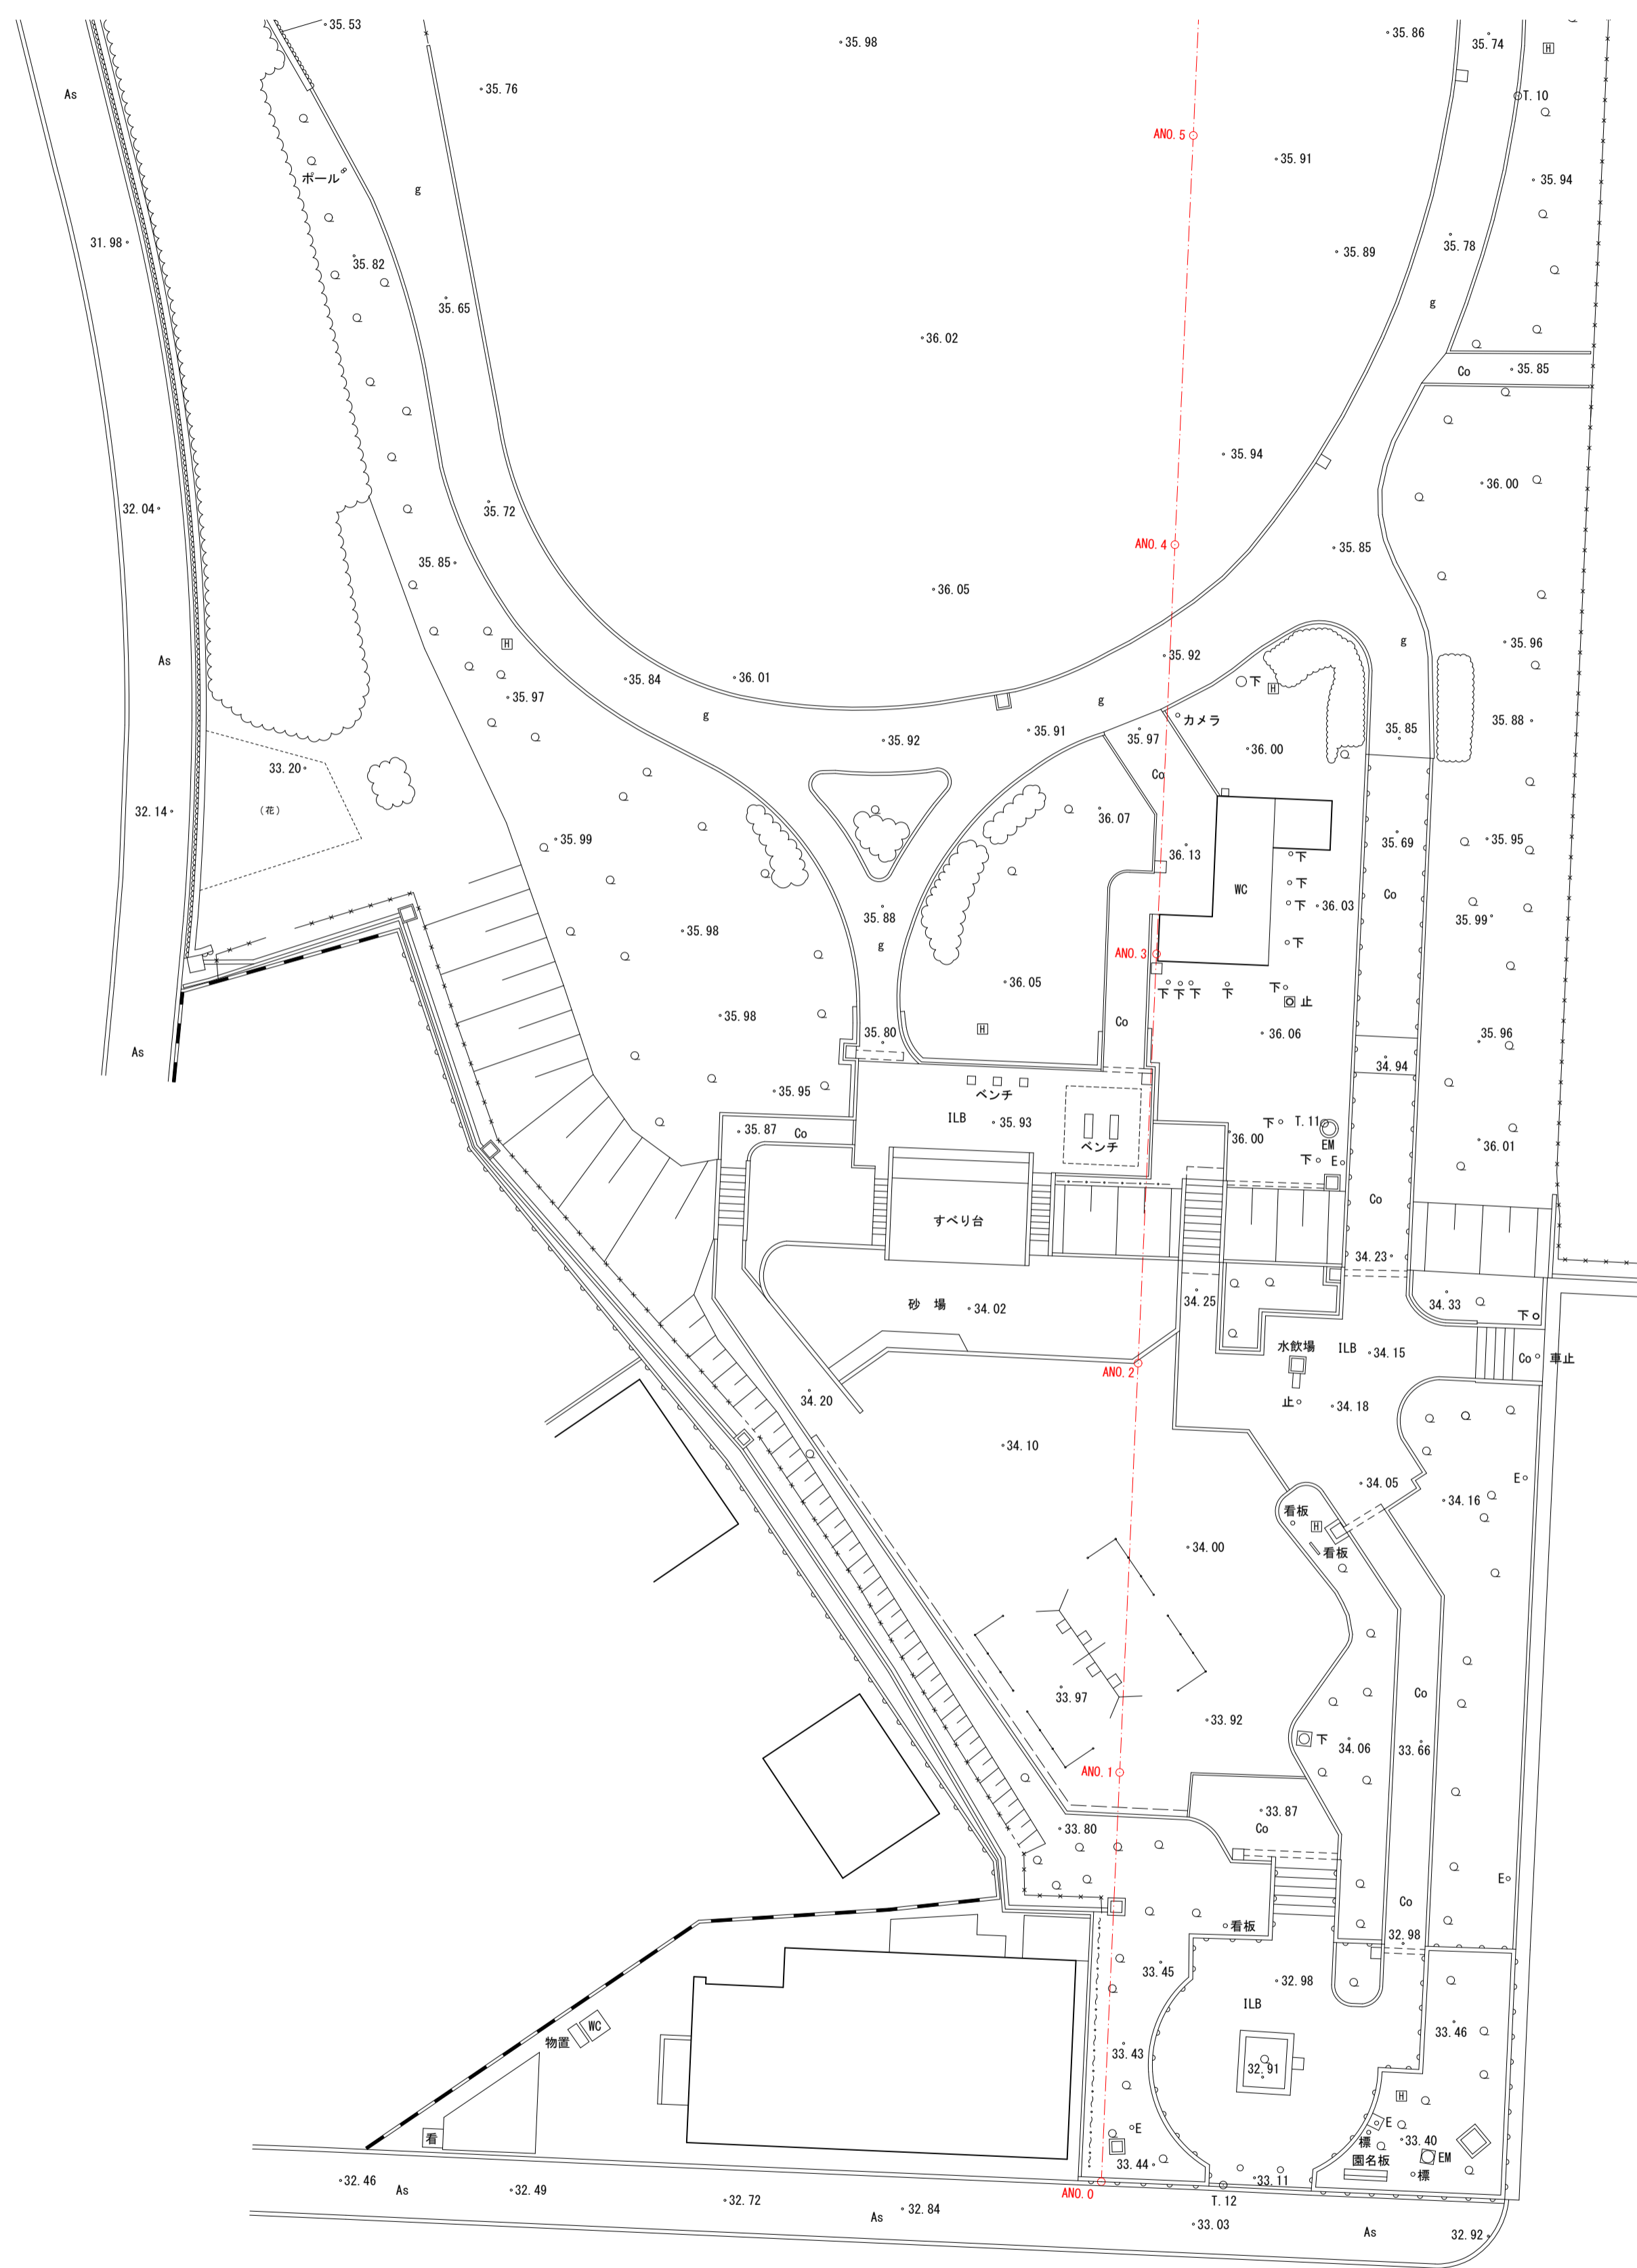 35.53
35.98
35.86
35.74
H
As
35.76
T.10
ANO.5
35.91
ポール
g
35.94
31.98
35.82
35.89
35.78
35.65
g
36.02
Co
35.85
35.94
36.00
32.04
35.72
ANO.4
35.85
35.85
36.05
H
g
35.96
As
35.92
35.84
36.01
下
H
35.97
g
g
カメラ
35.88
35.91
35.97
35.85
35.92
36.00
33.20
Co
(花)
32.14
36.07
35.99
35.69
35.95
36.13
WC
下
下
Co
下
36.03
35.88
35.99
35.98
g
下
ANO.3
36.05
下
下
下
下
下
止
35.98
Co
H
35.80
36.06
35.96
As
34.94
35.95
ベンチ
ILB
35.93
下
T.11
35.87
Co
36.00
EM
36.01
ベンチ
下
E
Co
すべり台
34.23
砂 場
34.02
34.25
34.33
下
水飲場
ILB
34.15
Co
車止
ANO.2
34.20
止
34.18
34.10
34.05
E
34.16
看板
H
34.00
看板
33.97
Co
33.92
下
34.06
33.66
ANO.1
33.87
33.80
Co
E
Co
看板
32.98
33.45
32.98
ILB
WC
物置
33.46
33.43
32.91
H
E
E
看
標
33.40
33.44
園名板
EM
標
32.46
33.11
As
32.49
ANO.0
32.72
T.12
32.84
As
33.03
As
32.92